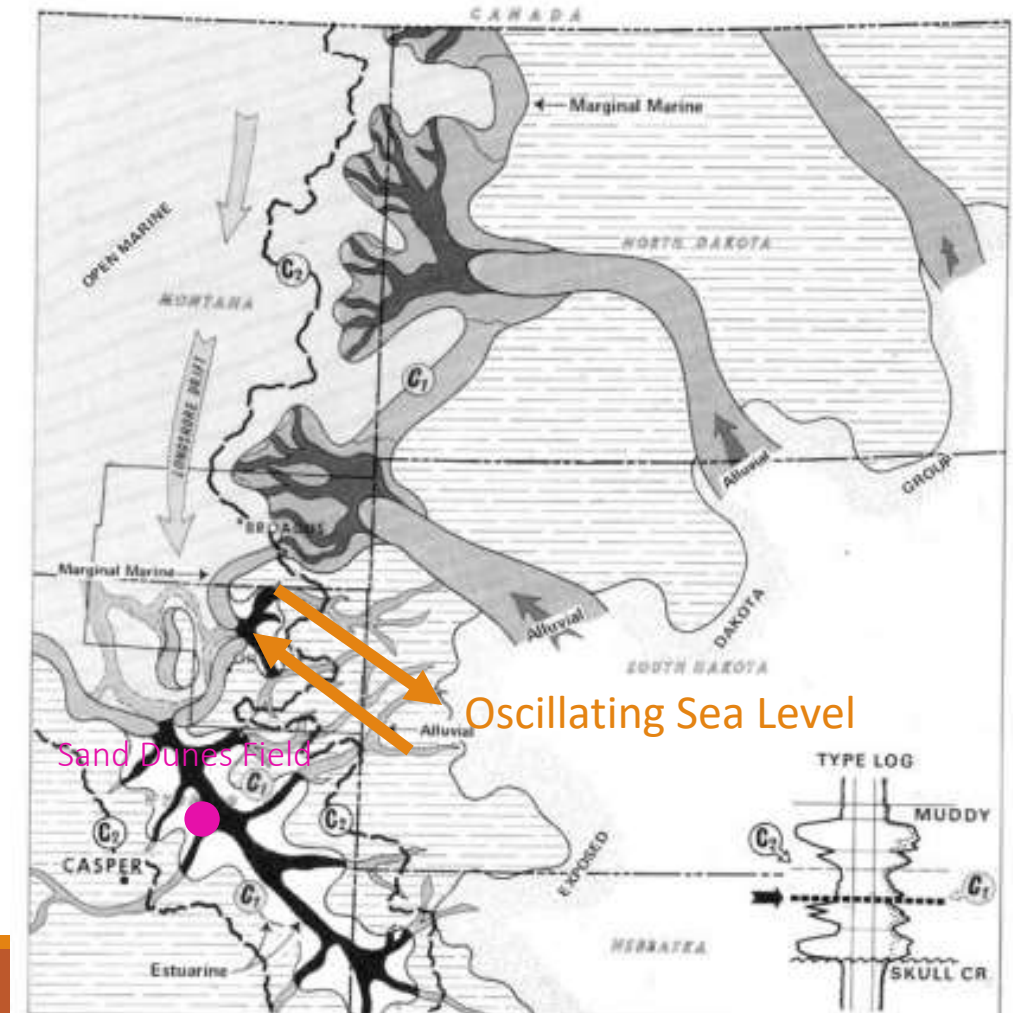 CANADA
Marginal Marine
OPEN MARINE
NORTH DAKOTA
C2
MONTANA
LONGSHORE DRIFT
C1
Alluvial
GROUP
BROADUS
Marginal Marine
Alluvial
DAKOTA
SOUTH DAKOTA
Oscillating Sea Level
Alluvial
Sand Dunes Field
C1
TYPE LOG
MUDDY
C2
C2
C2
CASPER
C1
C1
EXPOSED
NEBRASKA
Estuarine
SKULL CR.